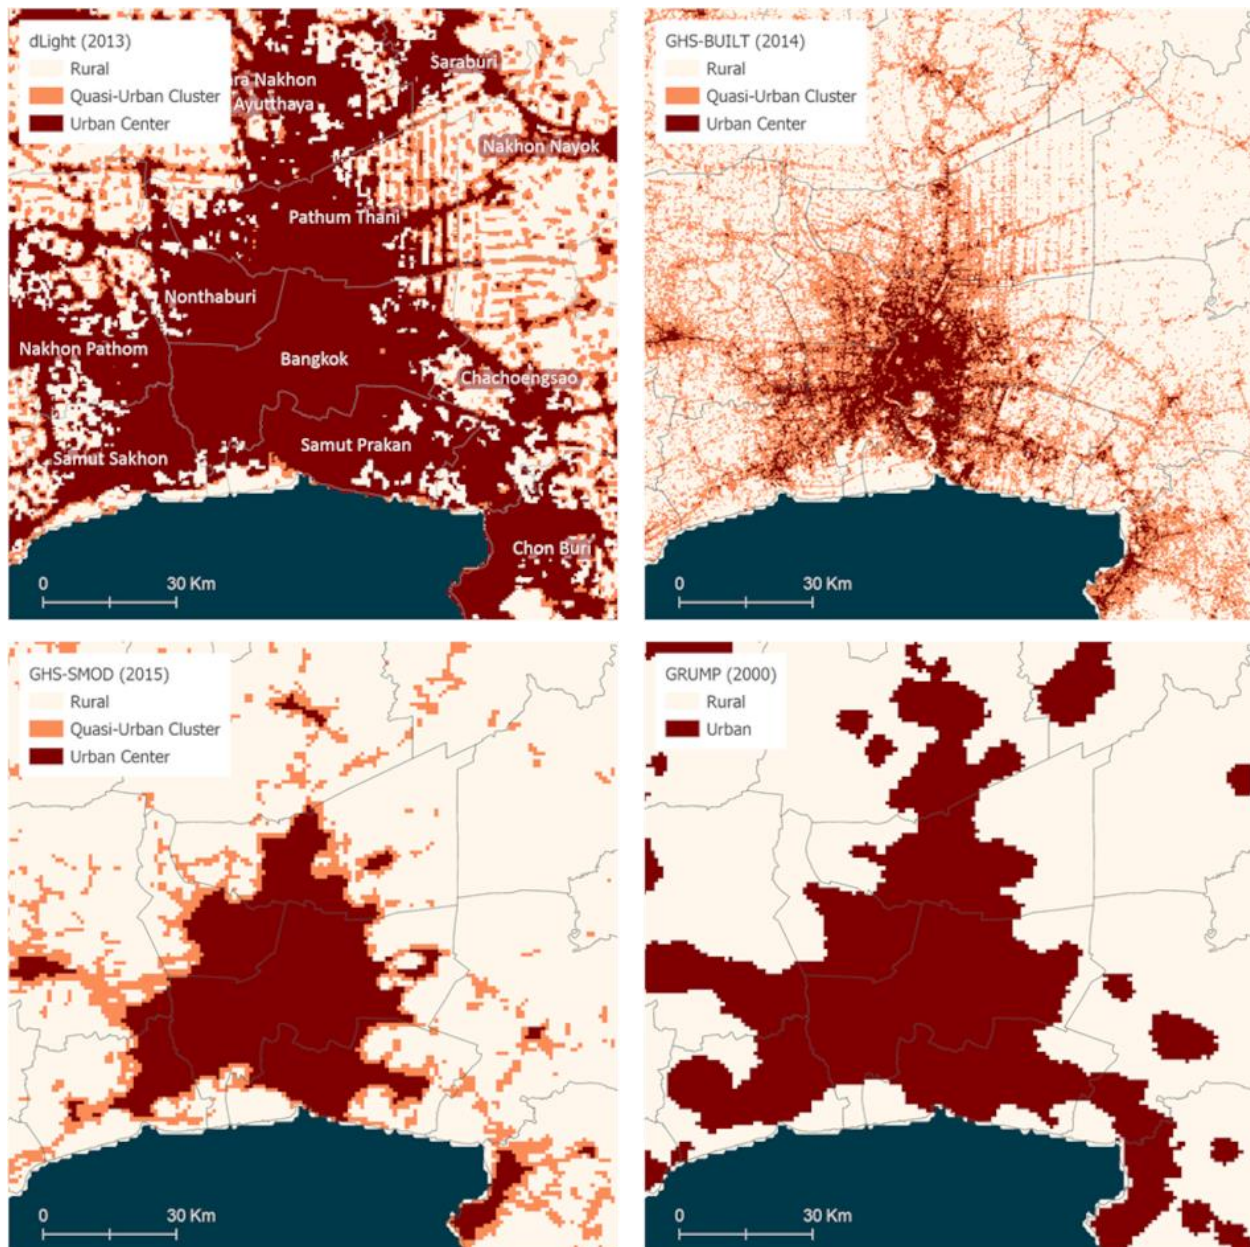 dLight (2013)
Rural
Quasi-Urban Cluster
Urban Center
ara Nakhon
Ayutthaya
Saraburi
Nakhon Nayok
Pathum Thani
Nonthaburi
Nakhon Pathom
Bangkok
Chachoengsao
Samut Prakan
Samut Sakhon
Chon Buri
0 30 Km
GHS-BUILT (2014)
Rural
Quasi-Urban Cluster
Urban Center
0 30 Km
GHS-SMOD (2015)
Rural
Quasi-Urban Cluster
Urban Center
0 30 Km
GRUMP (2000)
Rural
Urban
0 30 Km